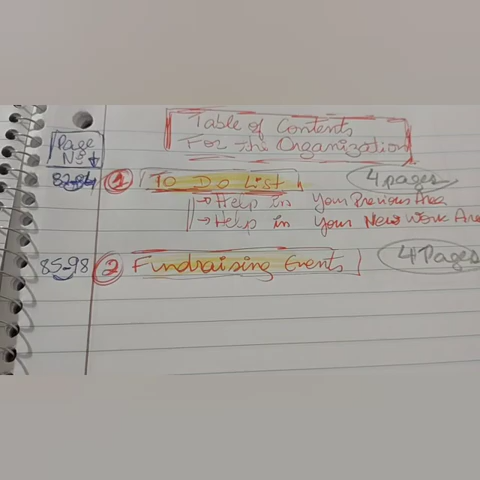 Table of Contents
For the Organization
Page
Nº
82-84 ① To Do List 4 pages
→ Help in Your Previous Area
→ Help in Your New Work Area
85-98 ② Fundraising Events 4 Pages